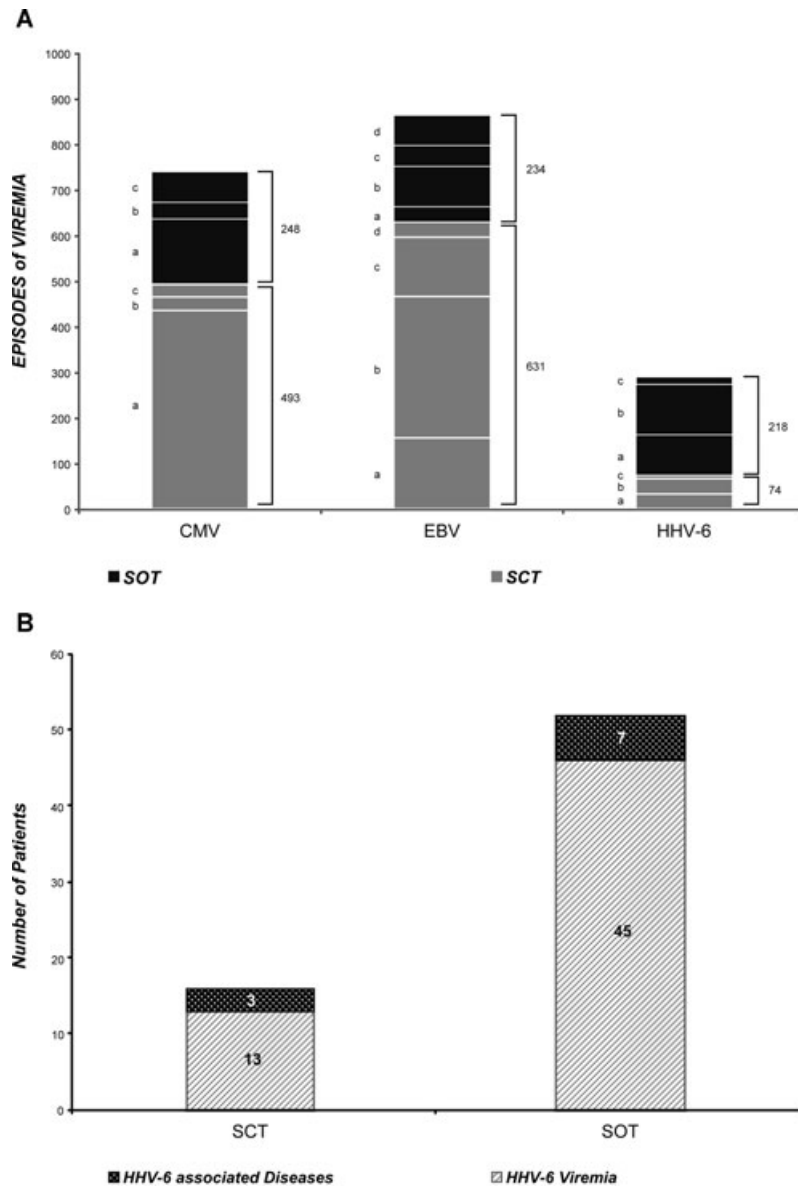 A
EPISODES of VIREMIA
1000
900
800
700
600
500
400
300
200
100
0
c
b
a
c
b
a
248
493
d
c
b
a
d
c
b
a
234
631
c
b
a
c
b
a
218
74
CMV EBV HHV-6
SOT SCT
B
Number of Patients
60
50
40
30
20
10
0
3
13
7
45
SCT SOT
HHV-6 associated Diseases HHV-6 Viremia